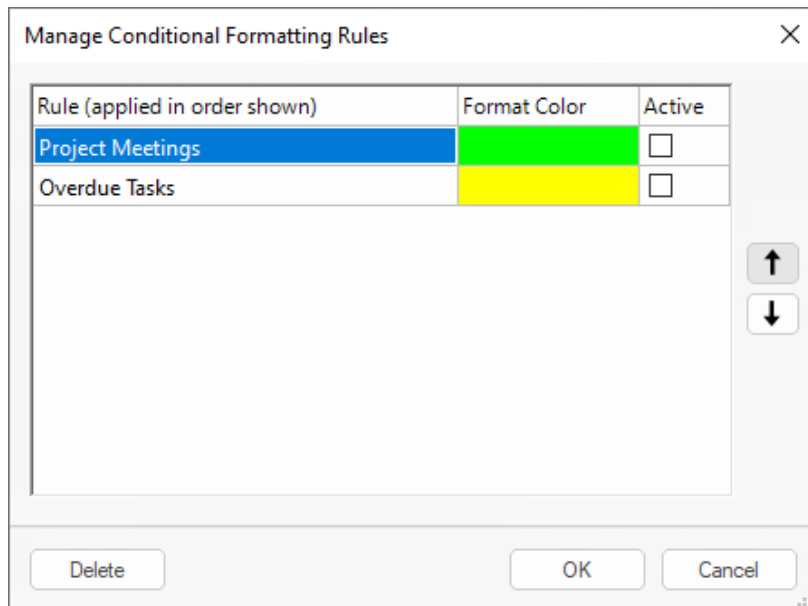 Manage Conditional Formatting Rules
Rule (applied in order shown) Format Color Active
Project Meetings
Overdue Tasks
Delete OK Cancel